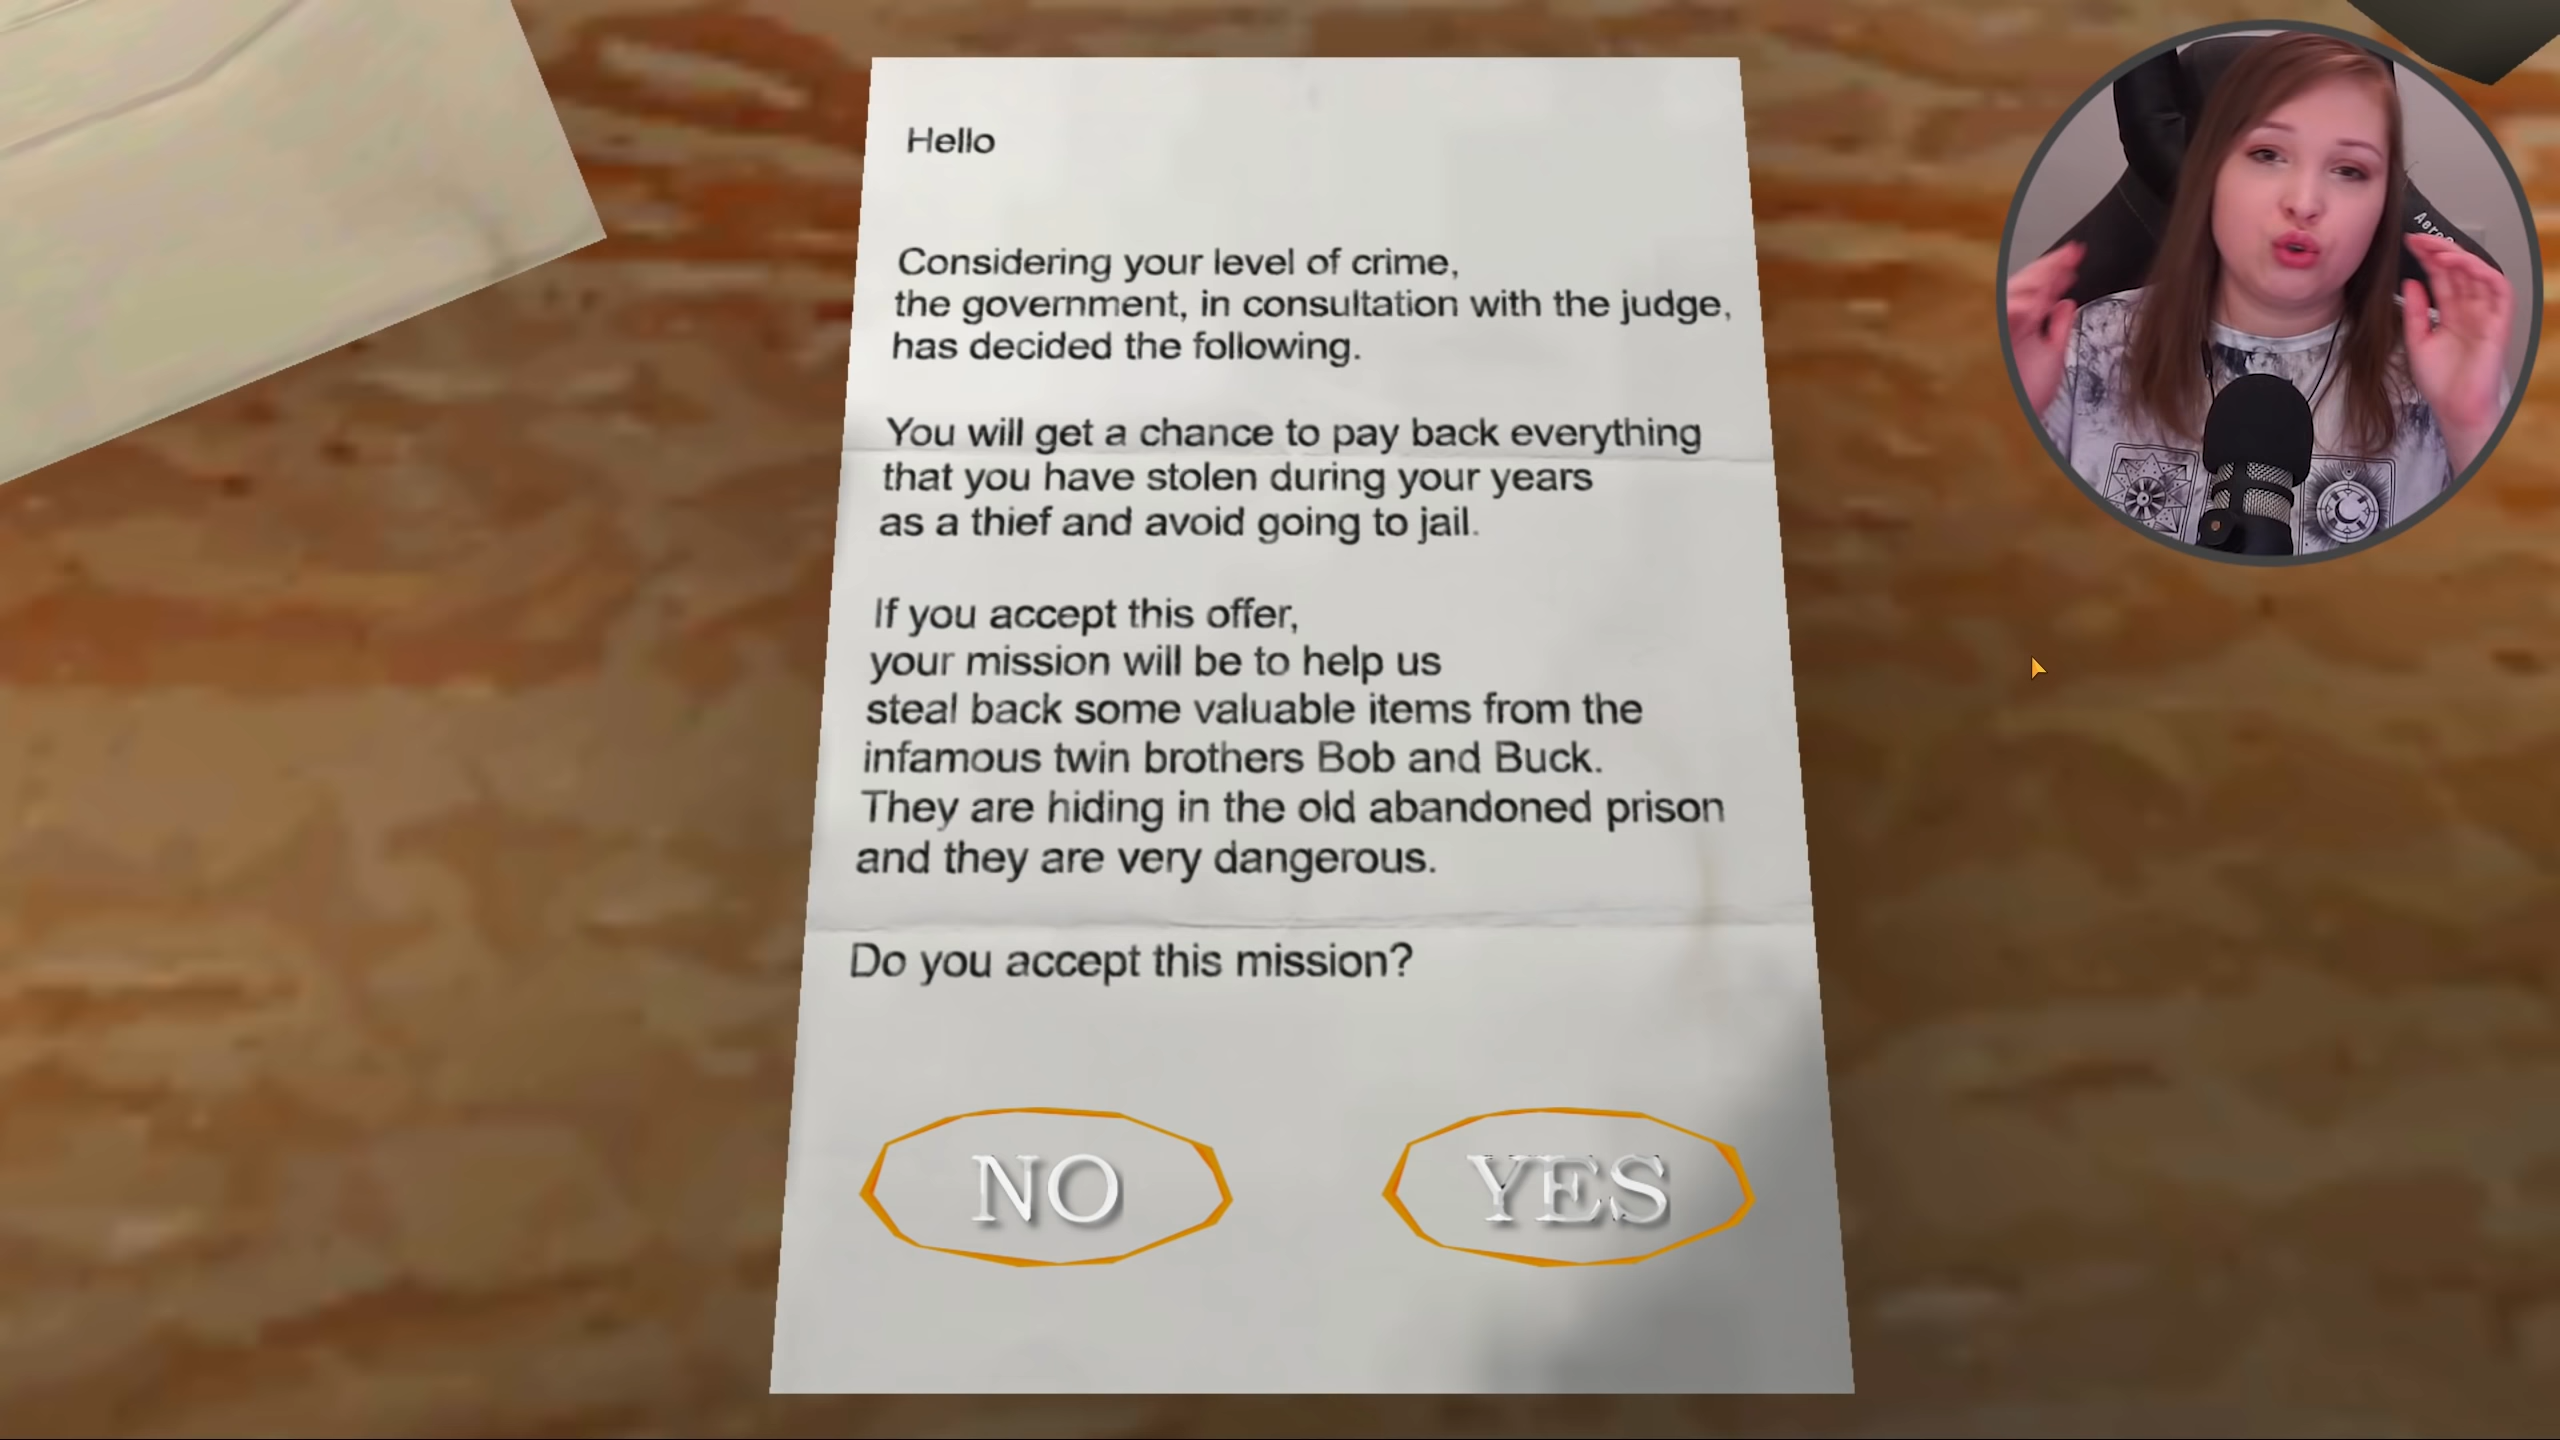 Hello
Considering your level of crime,
the government, in consultation with the judge,
has decided the following.
You will get a chance to pay back everything
that you have stolen during your years
as a thief and avoid going to jail.
If you accept this offer,
your mission will be to help us
steal back some valuable items from the
infamous twin brothers Bob and Buck.
They are hiding in the old abandoned prison
and they are very dangerous.
Do you accept this mission?
NO YES